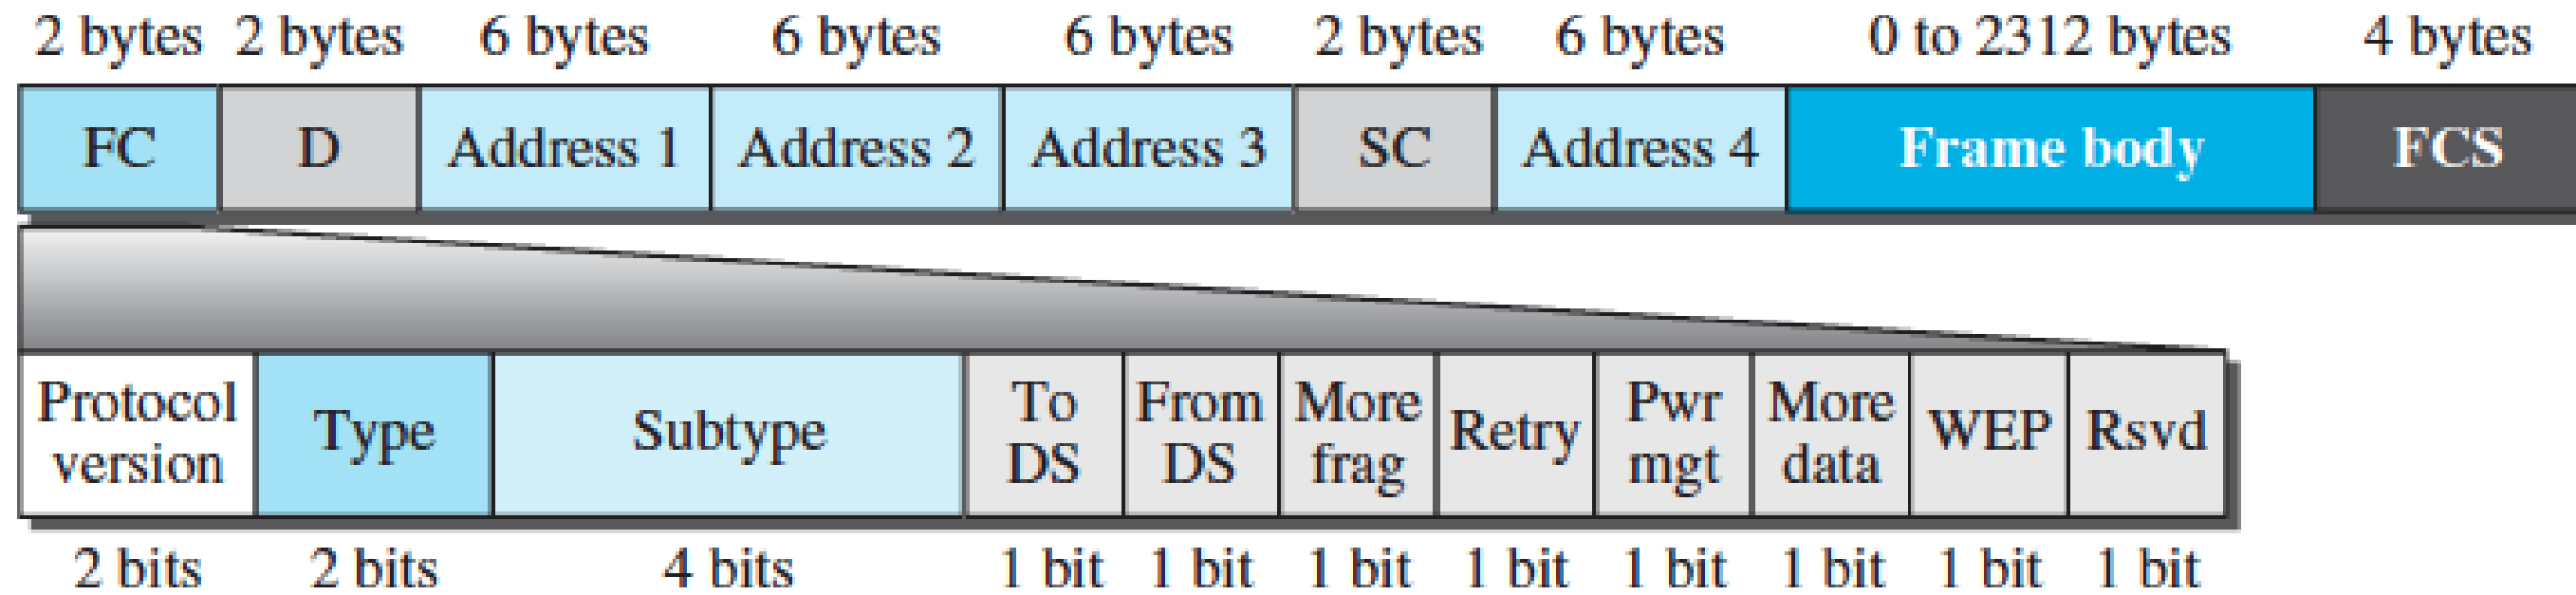 2 bytes 2 bytes 6 bytes 6 bytes 6 bytes 2 bytes 6 bytes 0 to 2312 bytes 4 bytes
FC D Address 1 Address 2 Address 3 SC Address 4 Frame body FCS
Protocol version Type Subtype To DS From DS More frag Retry Pwr mgt More data WEP Rsvd
2 bits 2 bits 4 bits 1 bit 1 bit 1 bit 1 bit 1 bit 1 bit 1 bit 1 bit